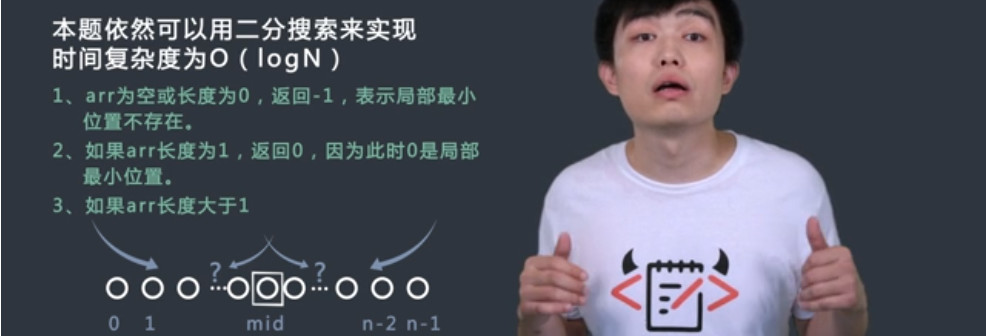 本题依然可以用二分搜索来实现
时间复杂度为O（logN）
1、arr为空或长度为0，返回-1，表示局部最小
位置不存在。
2、如果arr长度为1，返回0，因为此时0是局部
最小位置。
3、如果arr长度大于1
? ?
... ...
0 1 mid n-2 n-1